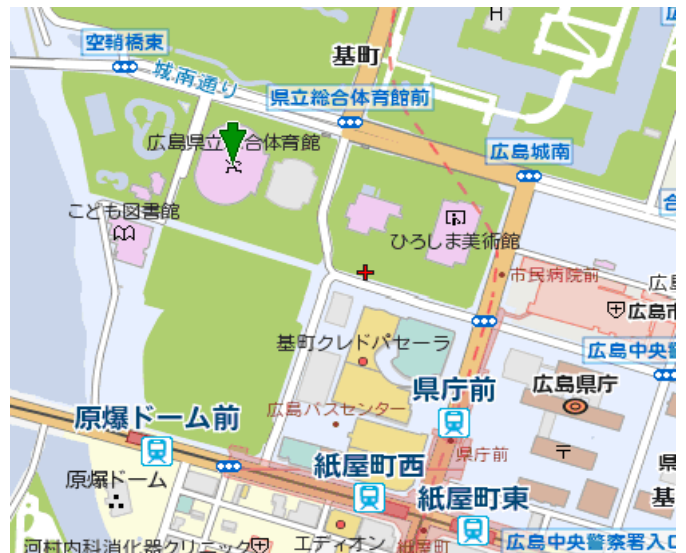 空鞘橋東
城南通り
基町
H
県立総合体育館前
広島県立総合体育館
広島城南
こども図書館
ひろしま美術館
市民病院前
広島市
基町クレドパセーラ
広島中央警
広島県庁
広島バスセンター
県庁前
原爆ドーム前
県庁前
〒
紙屋町西
原爆ドーム
紙屋町東
基
河村内科消化器クリニック
エディオン
紙屋町
広島中央警察署入口